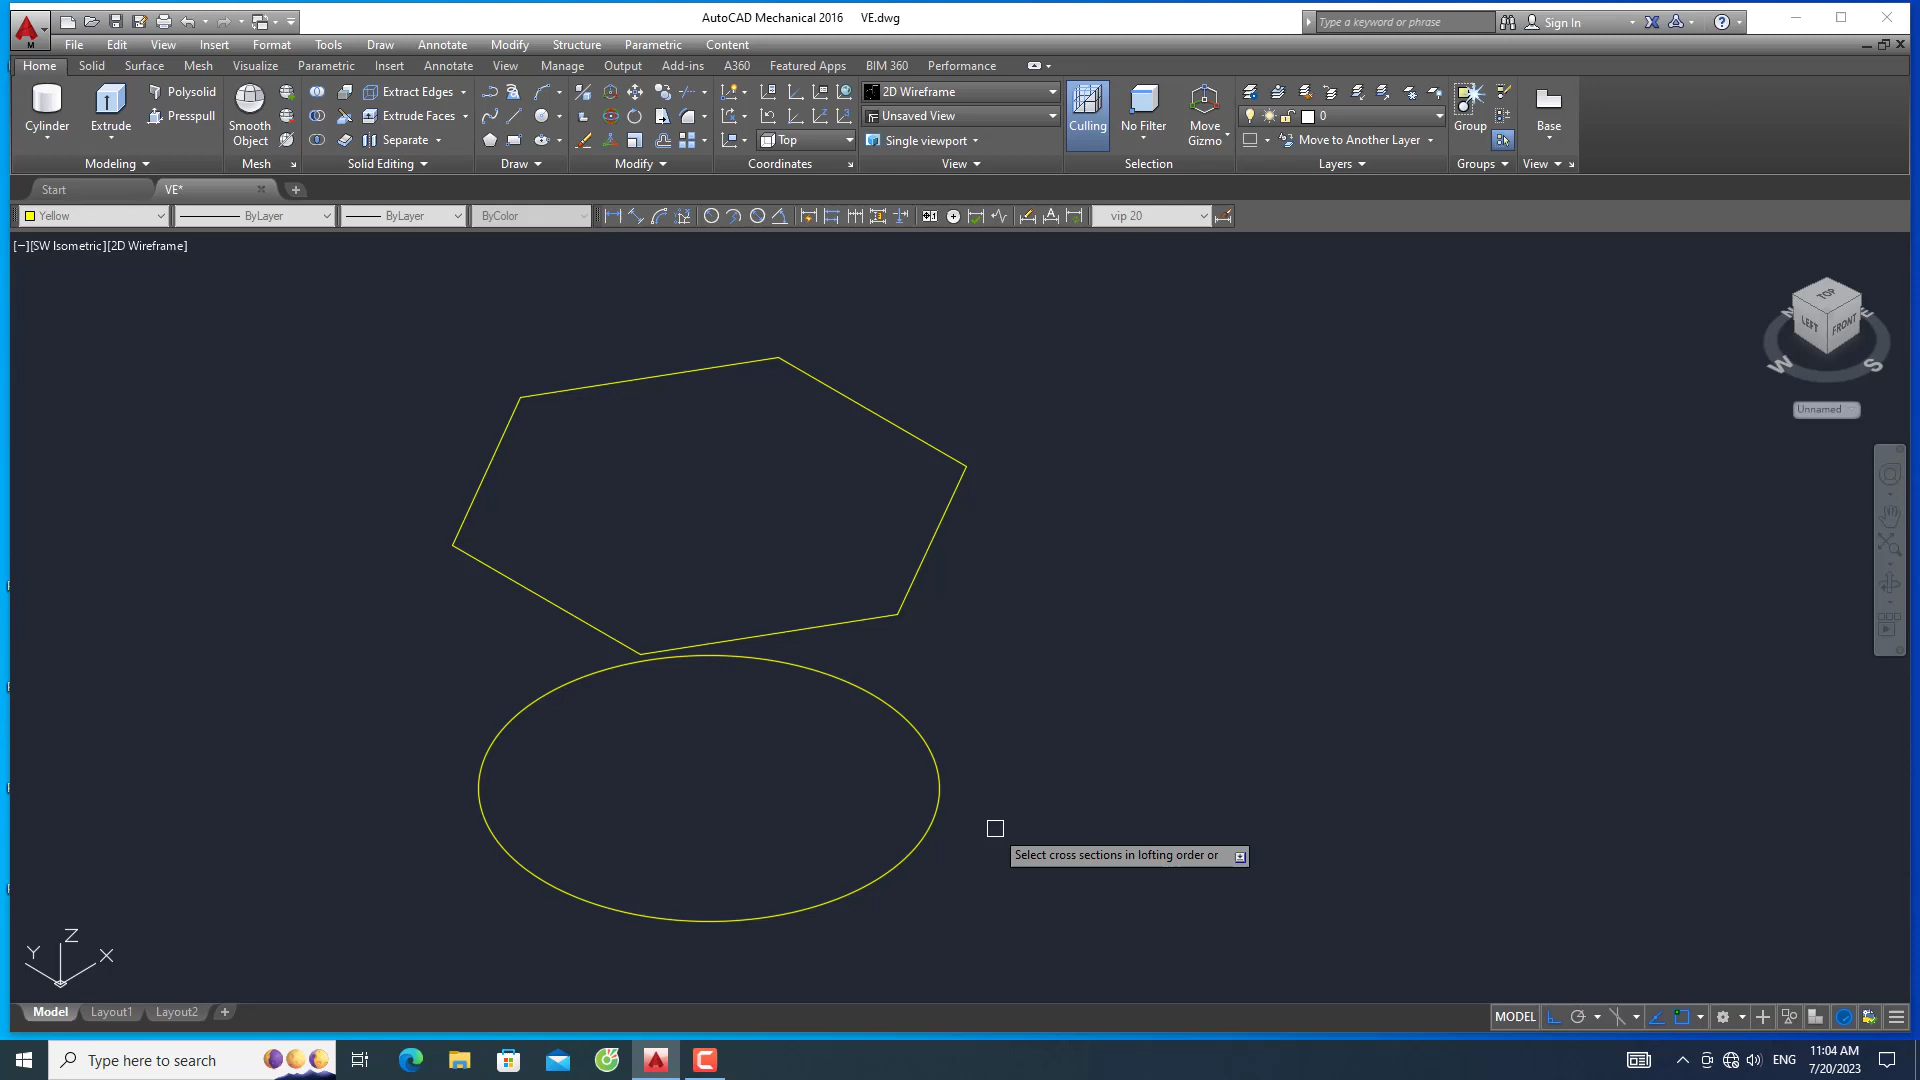 AutoCAD Mechanical 2016 VE.dwg
Type a keyword or phrase
Sign In
M
File Edit View Insert Format Tools Draw Annotate Modify Structure Parametric Content
Home Solid Surface Mesh Visualize Parametric Insert Annotate View Manage Output Add-ins A360 Featured Apps BIM 360 Performance
Cylinder
Extrude
Polysolid
Presspull
Smooth Object
Extract Edges
Extrude Faces
Separate
2D Wireframe
Unsaved View
Top
Single viewport
Culling
No Filter
Move Gizmo
0
Move to Another Layer
Group
Base
Modeling Mesh Solid Editing Draw Modify Coordinates View Selection Layers Groups View
Start VE*
Yellow ByLayer ByLayer ByColor vip 20
[−][SW Isometric][2D Wireframe]
TOP
LEFT FRONT
W S
Unnamed
Select cross sections in lofting order or
Z
Y X
Model Layout1 Layout2
MODEL
Type here to search
ENG
11:04 AM
7/20/2023